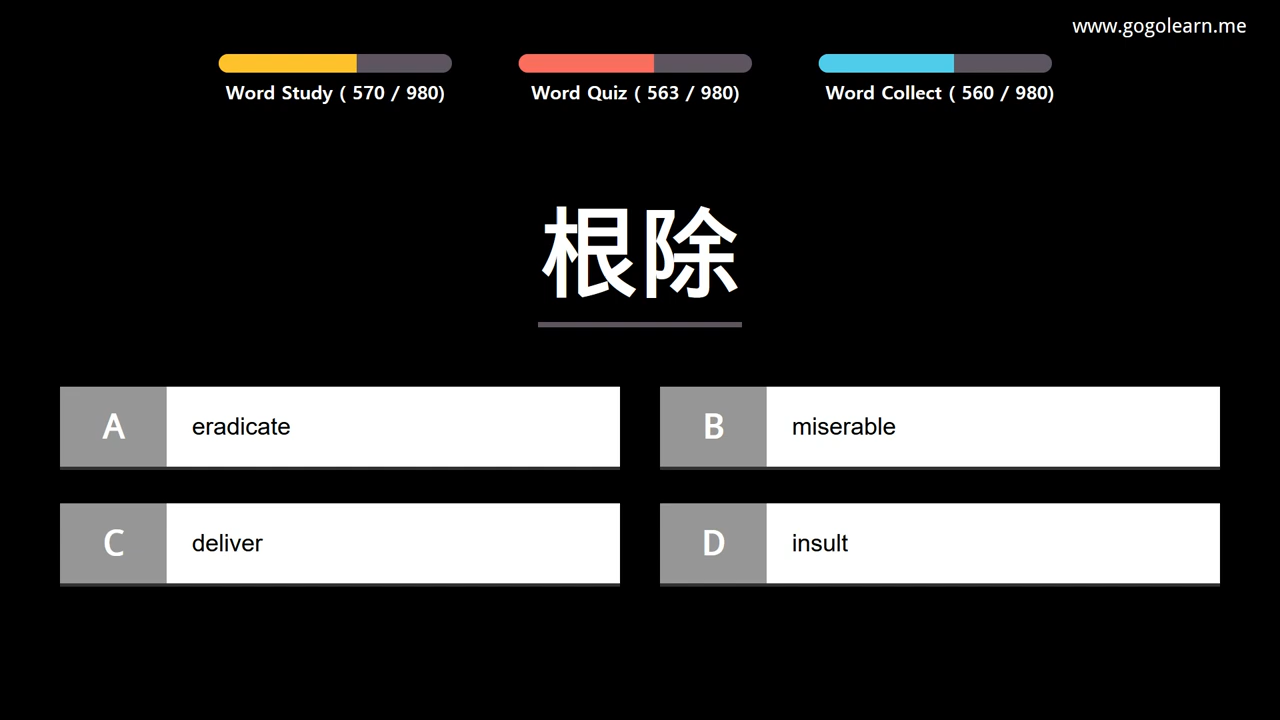 www.gogolearn.me
Word Study ( 570 / 980)
Word Quiz ( 563 / 980)
Word Collect ( 560 / 980)
根除
A eradicate
B miserable
C deliver
D insult